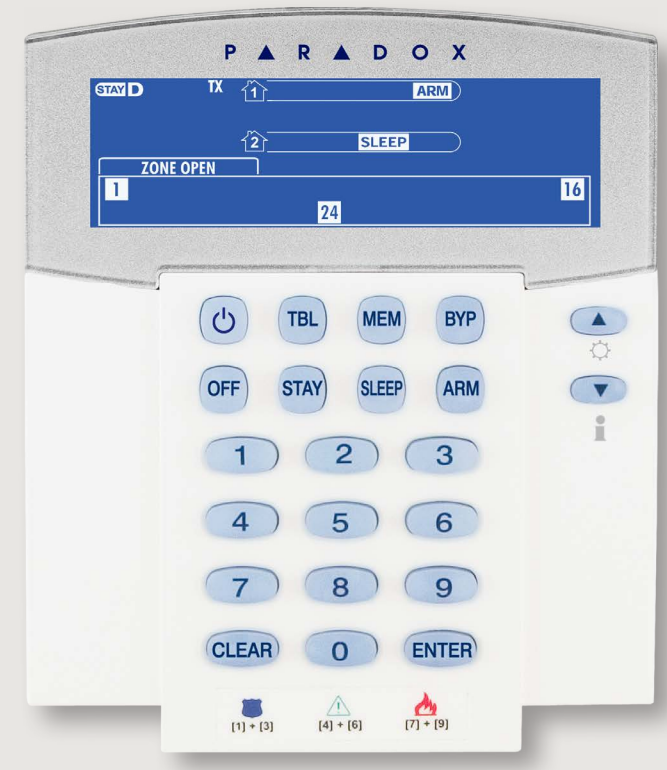 PARADOX
STAY D TX 1 ARM
2 SLEEP
ZONE OPEN
1 16
24
TBL MEM BYP
OFF STAY SLEEP ARM
1 2 3
4 5 6
7 8 9
CLEAR 0 ENTER
[1] + [3] [4] + [6] [7] + [9]